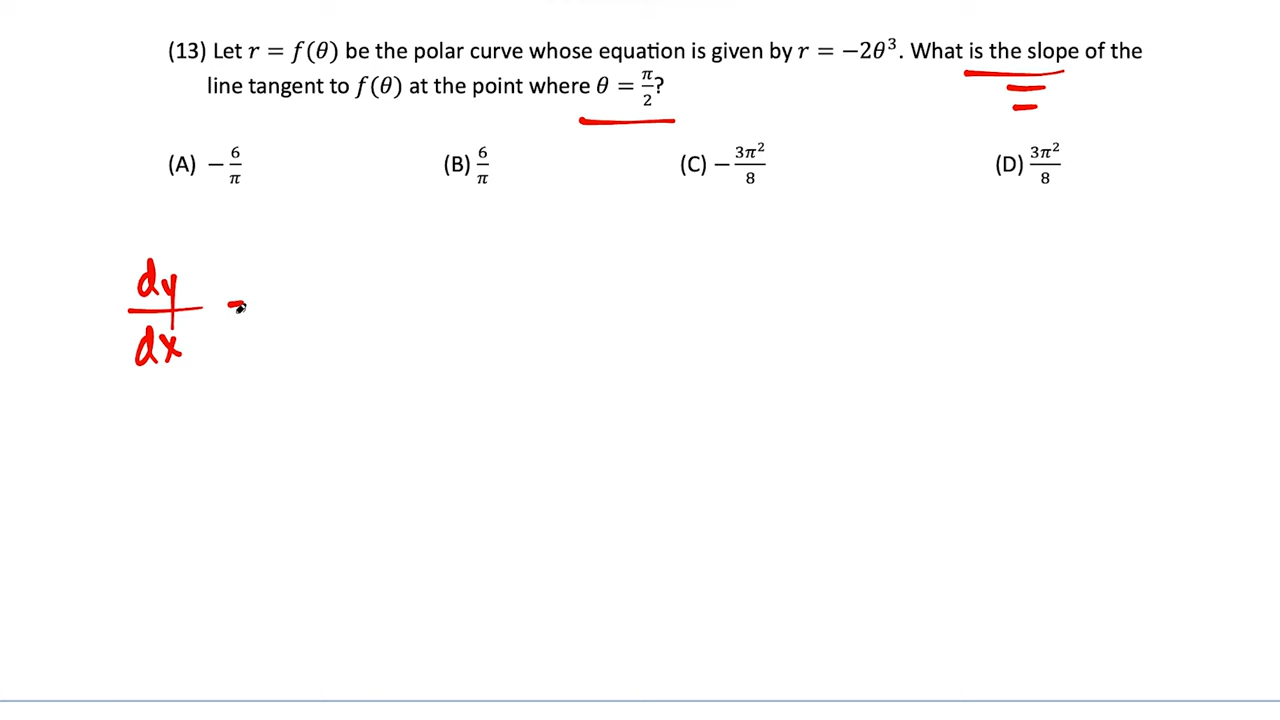 (13) Let r = f(θ) be the polar curve whose equation is given by r = −2θ³. What is the slope of the
line tangent to f(θ) at the point where θ = π/2?
(A) −6/π (B) 6/π (C) −3π²/8 (D) 3π²/8
dy/dx =